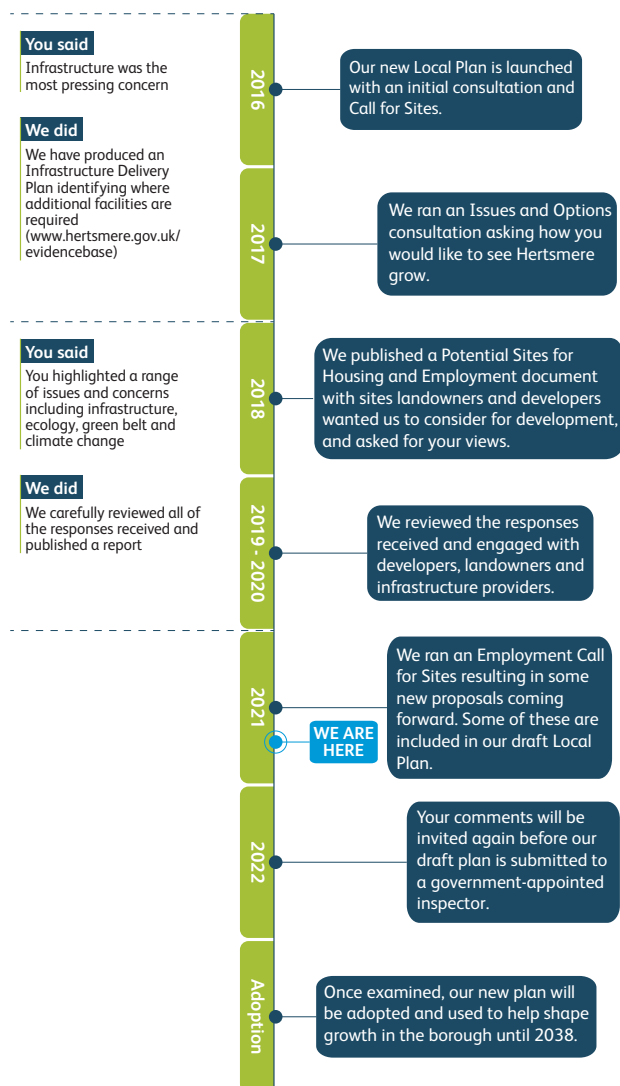 You said
Infrastructure was the
most pressing concern
We did
We have produced an
Infrastructure Delivery
Plan identifying where
additional facilities are
required
(www.hertsmere.gov.uk/
evidencebase)
2016
Our new Local Plan is launched
with an initial consultation and
Call for Sites.
2017
We ran an Issues and Options
consultation asking how you
would like to see Hertsmere
grow.
You said
You highlighted a range
of issues and concerns
including infrastructure,
ecology, green belt and
climate change
We did
We carefully reviewed all of
the responses received and
published a report
2018
We published a Potential Sites for
Housing and Employment document
with sites landowners and developers
wanted us to consider for development,
and asked for your views.
2019 - 2020
We reviewed the responses
received and engaged with
developers, landowners and
infrastructure providers.
2021
We ran an Employment Call
for Sites resulting in some
new proposals coming
forward. Some of these are
included in our draft Local
Plan.
WE ARE
HERE
2022
Your comments will be
invited again before our
draft plan is submitted to
a government-appointed
inspector.
Adoption
Once examined, our new plan will
be adopted and used to help shape
growth in the borough until 2038.